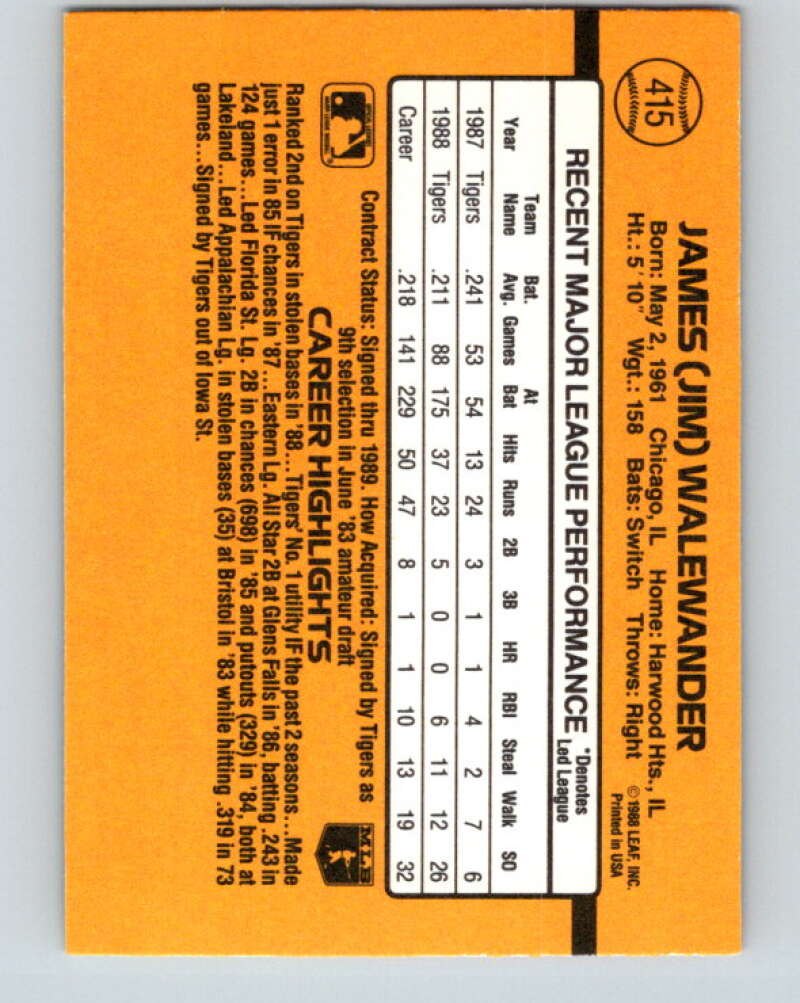 415
JAMES (JIM) WALEWANDER
Born: May 2, 1961 Chicago, IL Home: Harwood Hts., IL
Ht.: 5' 10" Wgt.: 158 Bats: Switch Throws: Right
© 1988 LEAF, INC.
Printed in USA
RECENT MAJOR LEAGUE PERFORMANCE *Denotes
Led League
Team Bat. At
Year Name Avg. Games Bat Hits Runs 2B 3B HR RBI Steal Walk SO
1987 Tigers .241 53 54 13 24 3 1 1 4 2 7 6
1988 Tigers .211 88 175 37 23 5 0 0 6 11 12 26
Career .218 141 229 50 47 8 1 1 10 13 19 32
Contract Status: Signed thru 1989. How Acquired: Signed by Tigers as
9th selection in June '83 amateur draft
MLB
CAREER HIGHLIGHTS
Ranked 2nd on Tigers in stolen bases in '88... Tigers' No. 1 utility IF the past 2 seasons... Made
just 1 error in 85 IF chances in '87... Eastern Lg. All Star 2B at Glens Falls in '86, batting .243 in
124 games... Led Florida St. Lg. 2B in chances (698) in '85 and putouts (329) in '84, both at
Lakeland... Led Appalachian Lg. in stolen bases (35) at Bristol in '83 while hitting .319 in 73
games... Signed by Tigers out of Iowa St.